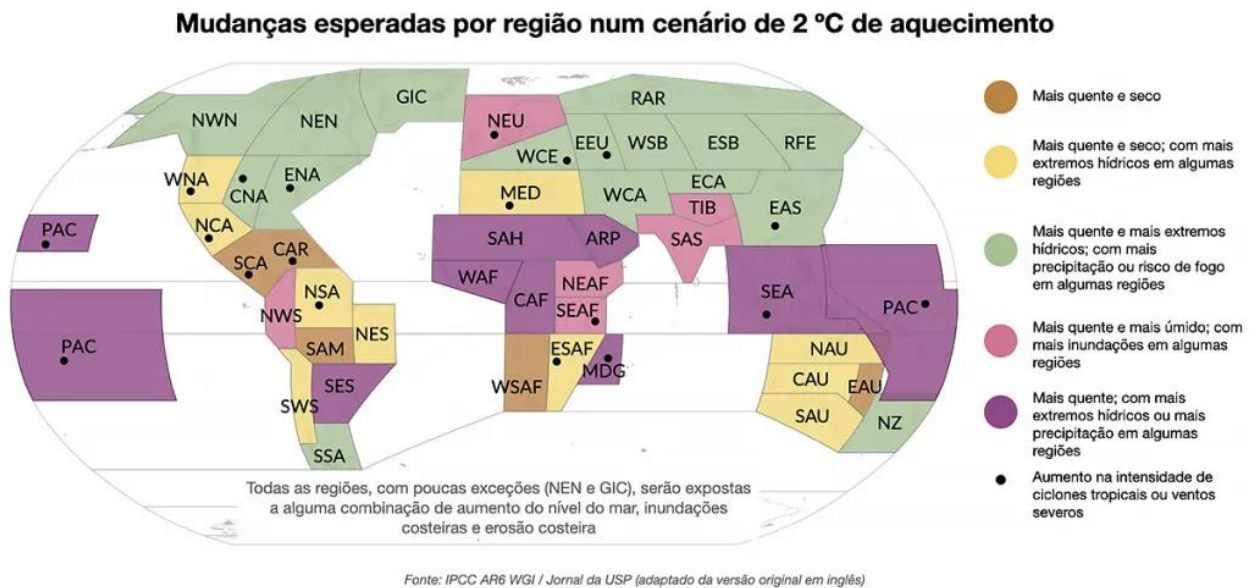 Mudanças esperadas por região num cenário de 2 ºC de aquecimento
GIC
NWN
NEN
NEU
RAR
WCE
EEU
WSB
ESB
RFE
WNA
CNA
ENA
MED
WCA
ECA
TIB
EAS
PAC
NCA
CAR
SCA
SAH
ARP
SAS
WAF
CAF
NEAF
SEAF
SEA
PAC
NWS
NSA
NES
PAC
SAM
SES
SWS
SSA
WSAF
ESAF
MDG
NAU
CAU
EAU
SAU
NZ
Todas as regiões, com poucas exceções (NEN e GIC), serão expostas
a alguma combinação de aumento do nível do mar, inundações
costeiras e erosão costeira
Mais quente e seco
Mais quente e seco; com mais
extremos hídricos em algumas
regiões
Mais quente e mais extremos
hídricos; com mais
precipitação ou risco de fogo
em algumas regiões
Mais quente e mais úmido; com
mais inundações em algumas
regiões
Mais quente; com mais
extremos hídricos ou mais
precipitação em algumas
regiões
Aumento na intensidade de
ciclones tropicais ou ventos
severos
Fonte: IPCC AR6 WGI / Jornal da USP (adaptado da versão original em inglês)